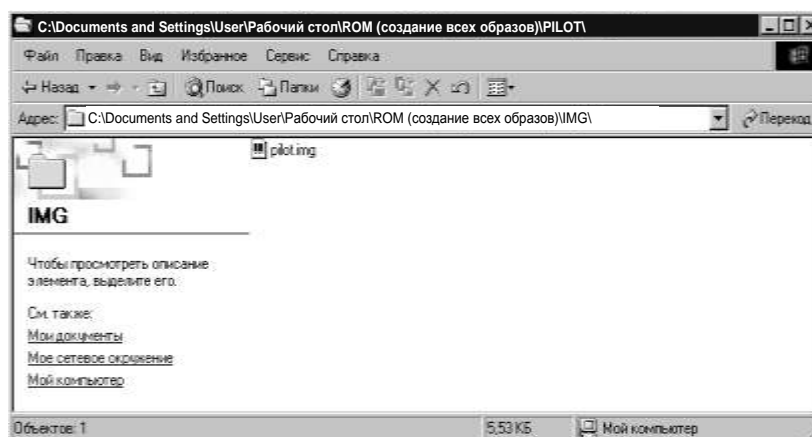 C:\Documents and Settings\User\Рабочий стол\ROM (создание всех образов)\PILOT\
Файл Правка Вид Избранное Сервис Справка
Назад Поиск Папки
Адрес: C:\Documents and Settings\User\Рабочий стол\ROM (создание всех образов)\IMG\ Переход
pilot.img
IMG
Чтобы просмотреть описание
элемента, выделите его.
См. также:
Мои документы
Мое сетевое окружение
Мой компьютер
Объектов: 1 5,53 КБ Мой компьютер